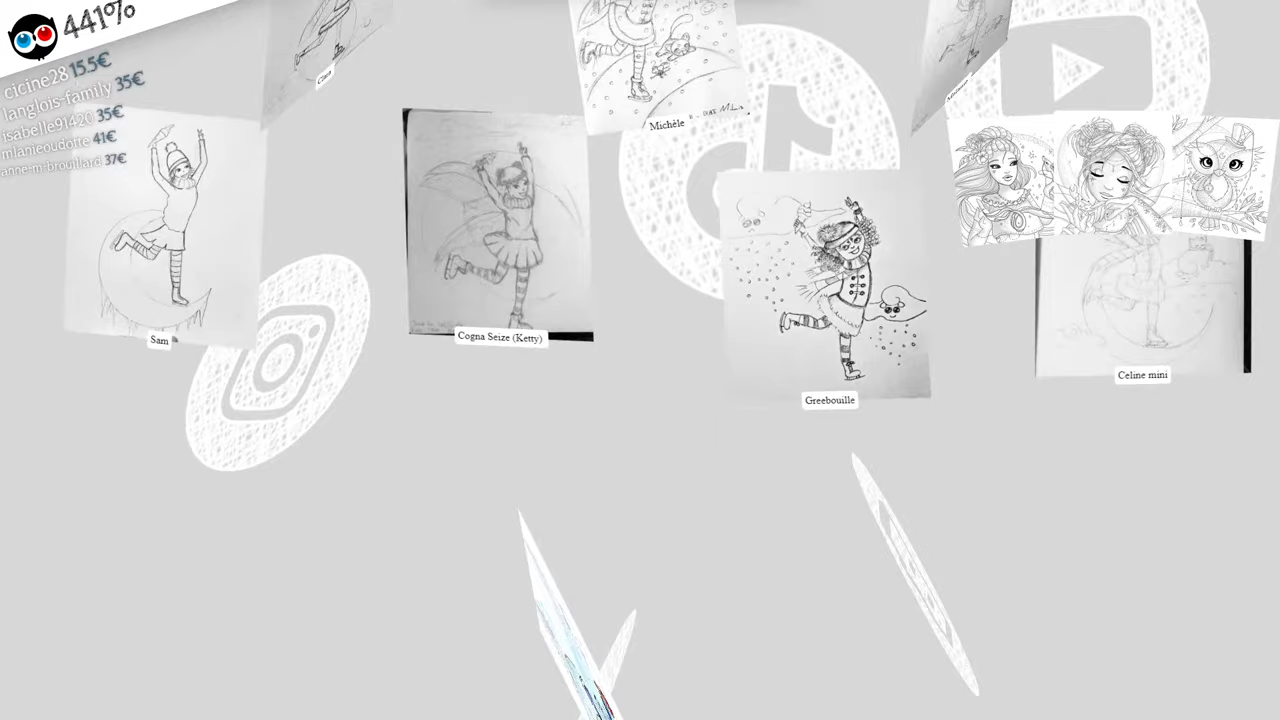 441%
cicine28 15.5€
langlois-family 35€
isabelle91420 35€
mlanieoudotte 41€
anne-m-brouillard 37€
Michèle
Sam
Cogna Seize (Ketty)
Greebouille
Celine mini